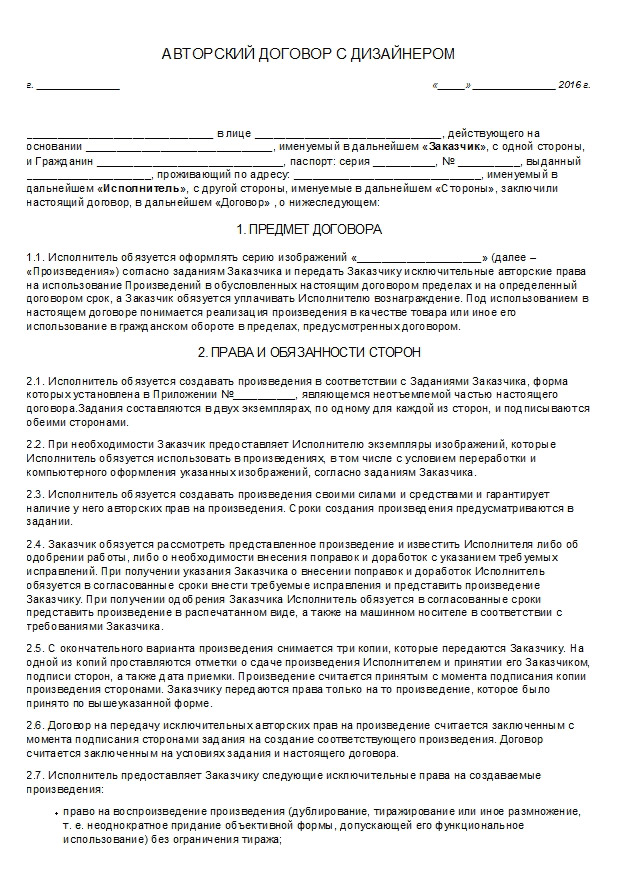 АВТОРСКИЙ ДОГОВОР С ДИЗАЙНЕРОМ
г. _______________ «_____» _______________ 2016 г.
______________________________ в лице ______________________________, действующего на
основании ______________________________, именуемый в дальнейшем «Заказчик», с одной стороны,
и Гражданин ______________________________, паспорт: серия __________, № __________, выданный
____________________, проживающий по адресу: ______________________________, именуемый в
дальнейшем «Исполнитель», с другой стороны, именуемые в дальнейшем «Стороны», заключили
настоящий договор, в дальнейшем «Договор» , о нижеследующем:
1. ПРЕДМЕТ ДОГОВОРА
1.1. Исполнитель обязуется оформлять серию изображений «____________________» (далее –
«Произведения») согласно заданиям Заказчика и передать Заказчику исключительные авторские права
на использование Произведений в обусловленных настоящим договором пределах и на определенный
договором срок, а Заказчик обязуется уплачивать Исполнителю вознаграждение. Под использованием в
настоящем договоре понимается реализация произведения в качестве товара или иное его
использование в гражданском обороте в пределах, предусмотренных договором.
2. ПРАВА И ОБЯЗАННОСТИ СТОРОН
2.1. Исполнитель обязуется создавать произведения в соответствии с Заданиями Заказчика, форма
которых установлена в Приложении №__________, являющемся неотъемлемой частью настоящего
договора.Задания составляются в двух экземплярах, по одному для каждой из сторон, и подписываются
обеими сторонами.
2.2. При необходимости Заказчик предоставляет Исполнителю экземпляры изображений, которые
Исполнитель обязуется использовать в произведениях, в том числе с условием переработки и
компьютерного оформления указанных изображений, согласно заданиям Заказчика.
2.3. Исполнитель обязуется создавать произведения своими силами и средствами и гарантирует
наличие у него авторских прав на произведения. Сроки создания произведения предусматриваются в
задании.
2.4. Заказчик обязуется рассмотреть представленное произведение и известить Исполнителя либо об
одобрении работы, либо о необходимости внесения поправок и доработок с указанием требуемых
исправлений. При получении указания Заказчика о внесении поправок и доработок Исполнитель
обязуется в согласованные сроки внести требуемые исправления и представить произведение
Заказчику. При получении одобрения Заказчика Исполнитель обязуется в согласованные сроки
представить произведение в распечатанном виде, а также на машинном носителе в соответствии с
требованиями Заказчика.
2.5. С окончательного варианта произведения снимается три копии, которые передаются Заказчику. На
одной из копий проставляются отметки о сдаче произведения Исполнителем и принятии его Заказчиком,
подписи сторон, а также дата приемки. Произведение считается принятым с момента подписания копии
произведения сторонами. Заказчику передаются права только на то произведение, которое было
принято по вышеуказанной форме.
2.6. Договор на передачу исключительных авторских прав на произведение считается заключенным с
момента подписания сторонами задания на создание соответствующего произведения. Договор
считается заключенным на условиях задания и настоящего договора.
2.7. Исполнитель предоставляет Заказчику следующие исключительные права на создаваемые
произведения:
• право на воспроизведение произведения (дублирование, тиражирование или иное размножение,
т. е. неоднократное придание объективной формы, допускающей его функциональное
использование) без ограничения тиража;